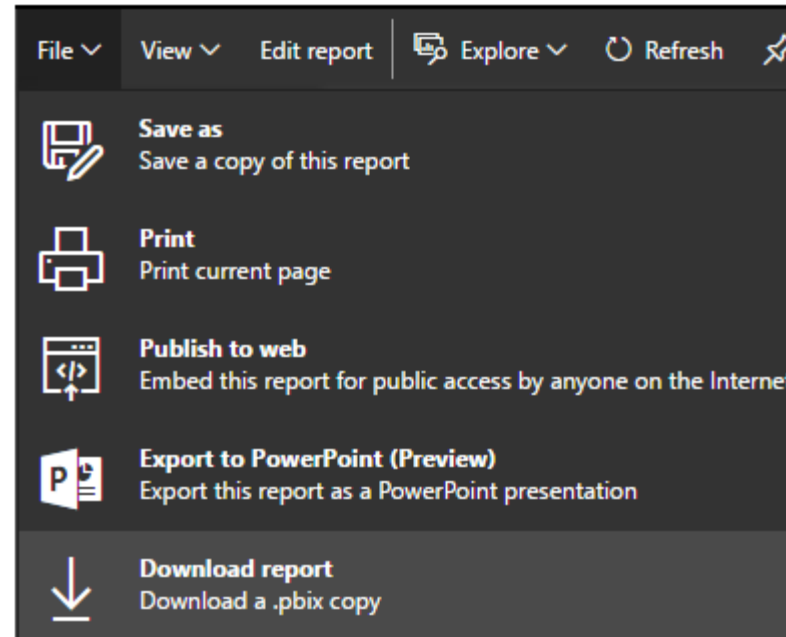 File View Edit report Explore Refresh
Save as
Save a copy of this report
Print
Print current page
Publish to web
Embed this report for public access by anyone on the Interne
Export to PowerPoint (Preview)
Export this report as a PowerPoint presentation
Download report
Download a .pbix copy